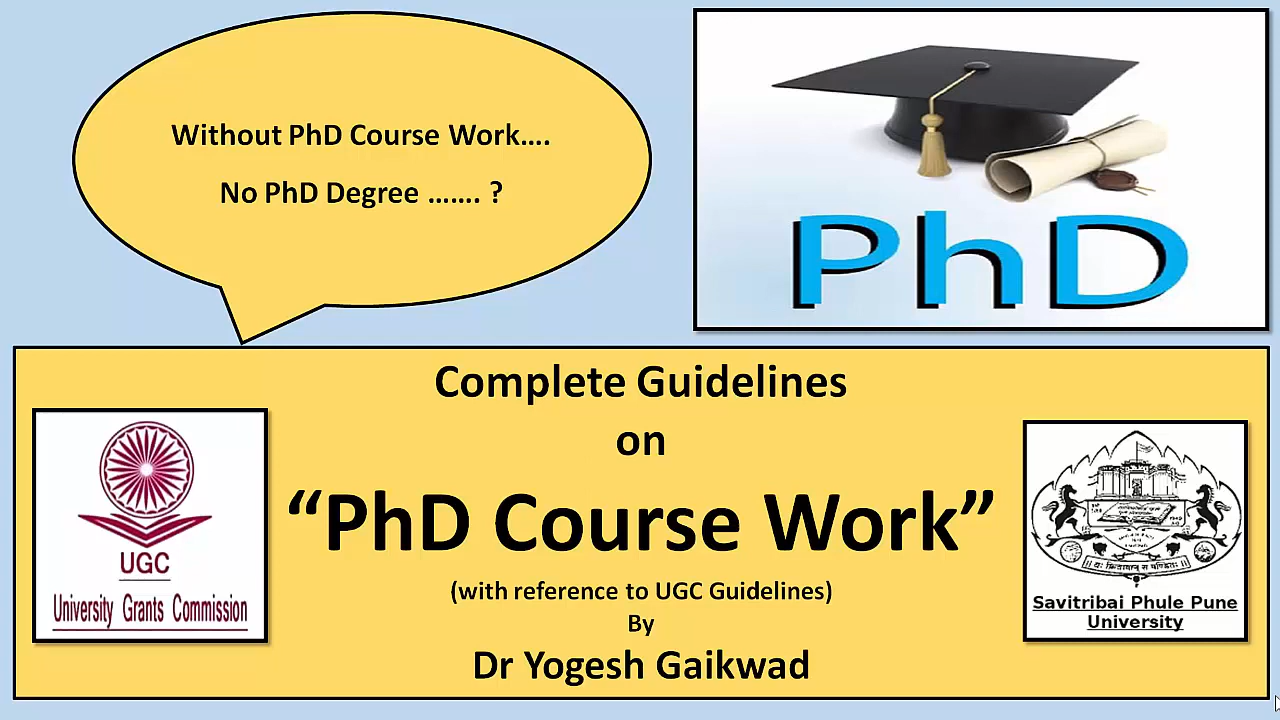 Without PhD Course Work....
No PhD Degree ....... ?
PhD
Complete Guidelines
on
“PhD Course Work”
(with reference to UGC Guidelines)
By
Dr Yogesh Gaikwad
UGC
University Grants Commission
Savitribai Phule Pune
University